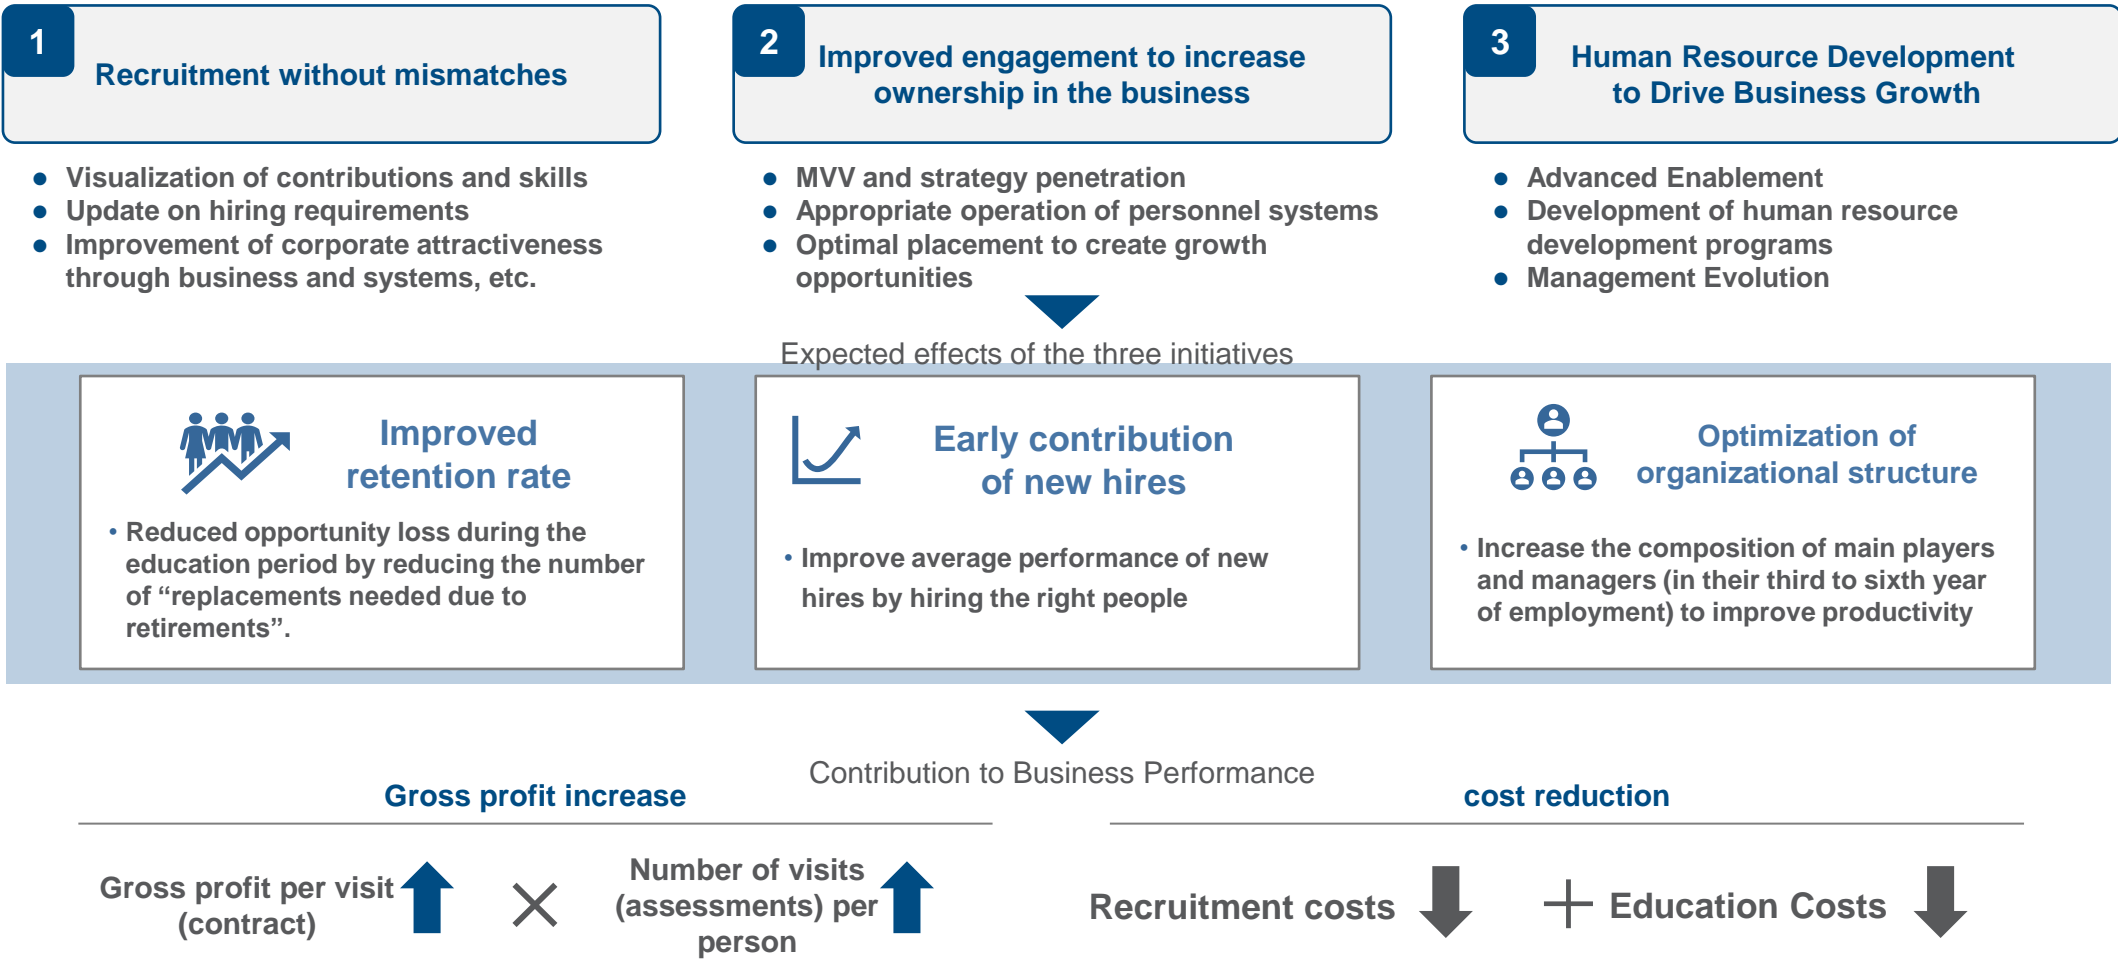 1
Recruitment without mismatches
● Visualization of contributions and skills
● Update on hiring requirements
● Improvement of corporate attractiveness
through business and systems, etc.
2
Improved engagement to increase
ownership in the business
● MVV and strategy penetration
● Appropriate operation of personnel systems
● Optimal placement to create growth
opportunities
3
Human Resource Development
to Drive Business Growth
● Advanced Enablement
● Development of human resource
development programs
● Management Evolution
Expected effects of the three initiatives
Improved
retention rate
• Reduced opportunity loss during the
education period by reducing the number
of “replacements needed due to
retirements”.
Early contribution
of new hires
• Improve average performance of new
hires by hiring the right people
Optimization of
organizational structure
• Increase the composition of main players
and managers (in their third to sixth year
of employment) to improve productivity
Contribution to Business Performance
Gross profit increase
Gross profit per visit
(contract)
×
Number of visits
(assessments) per
person
cost reduction
Recruitment costs
+
Education Costs